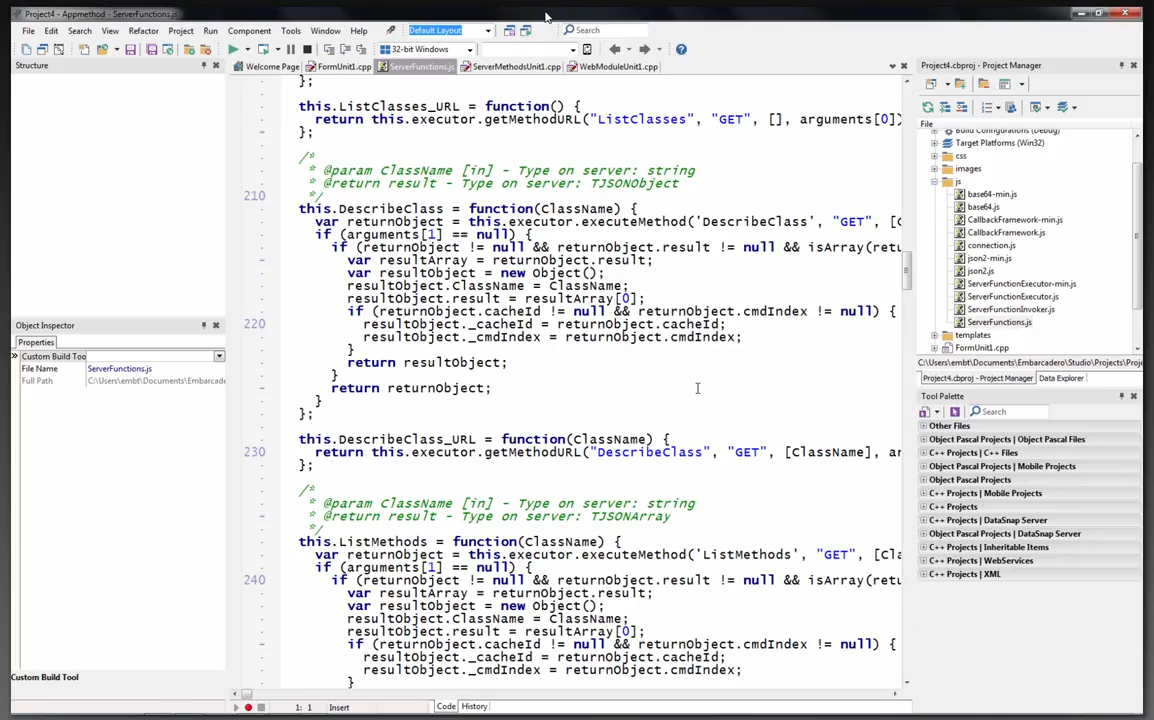 Project4 - Appmethod - ServerFunctions.js
File Edit Search View Refactor Project Run Component Tools Window Help Default Layout Search
32-bit Windows
Structure
Welcome Page FormUnit1.cpp ServerFunctions.js ServerMethodsUnit1.cpp WebModuleUnit1.cpp
};
this.ListClasses_URL = function() {
return this.executor.getMethodURL("ListClasses", "GET", [], arguments[0])
};
/*
* @param ClassName [in] - Type on server: string
* @return result - Type on server: TJSONObject
210 */
this.DescribeClass = function(ClassName) {
var returnObject = this.executor.executeMethod('DescribeClass', "GET", [C
if (arguments[1] == null) {
if (returnObject != null && returnObject.result != null && isArray(ret
var resultArray = returnObject.result;
var resultObject = new Object();
resultObject.ClassName = ClassName;
resultObject.result = resultArray[0];
if (returnObject.cacheId != null && returnObject.cmdIndex != null) {
220 resultObject._cacheId = returnObject.cacheId;
resultObject._cmdIndex = returnObject.cmdIndex;
}
return resultObject;
}
return returnObject;
}
};
this.DescribeClass_URL = function(ClassName) {
230 return this.executor.getMethodURL("DescribeClass", "GET", [ClassName], ar
};
/*
* @param ClassName [in] - Type on server: string
* @return result - Type on server: TJSONArray
*/
this.ListMethods = function(ClassName) {
var returnObject = this.executor.executeMethod('ListMethods', "GET", [Cla
if (arguments[1] == null) {
240 if (returnObject != null && returnObject.result != null && isArray(ret
var resultArray = returnObject.result;
var resultObject = new Object();
resultObject.ClassName = ClassName;
resultObject.result = resultArray[0];
if (returnObject.cacheId != null && returnObject.cmdIndex != null) {
resultObject._cacheId = returnObject.cacheId;
resultObject._cmdIndex = returnObject.cmdIndex;
}
1: 1 Insert Code History
Object Inspector
Properties
Custom Build Too
File Name ServerFunctions.js
Full Path C:\Users\embt\Documents\Embarcade
Custom Build Tool
Project4.cbproj - Project Manager
File
Build Configurations (Debug)
Target Platforms (Win32)
css
images
js
base64-min.js
base64.js
CallbackFramework-min.js
CallbackFramework.js
connection.js
json2-min.js
json2.js
ServerFunctionExecutor-min.js
ServerFunctionExecutor.js
ServerFunctionInvoker.js
ServerFunctions.js
templates
FormUnit1.cpp
C:\Users\embt\Documents\Embarcadero\Studio\Projects\Proje
Project4.cbproj - Project Manager Data Explorer
Tool Palette
Search
Other Files
Object Pascal Projects | Object Pascal Files
C++ Projects | C++ Files
Object Pascal Projects | Mobile Projects
Object Pascal Projects
C++ Projects | Mobile Projects
C++ Projects
C++ Projects | DataSnap Server
Object Pascal Projects | DataSnap Server
C++ Projects | Inheritable Items
C++ Projects | WebServices
C++ Projects | XML